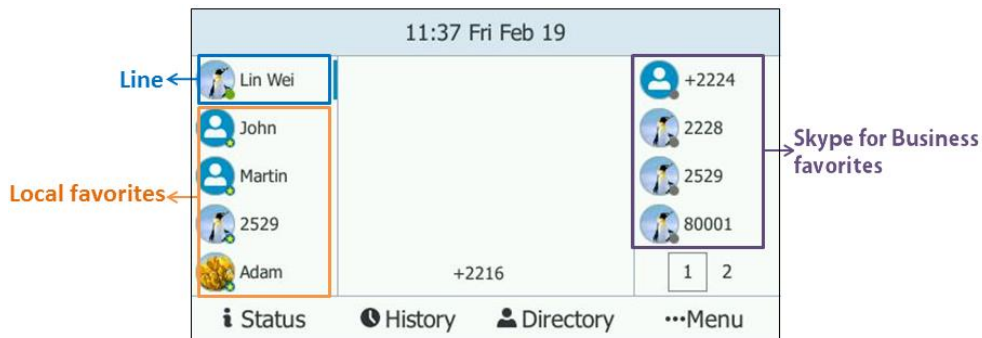 11:37 Fri Feb 19
Line
Lin Wei
John
Martin
Local favorites
2529
Adam
+2216
+2224
2228
2529
80001
Skype for Business
favorites
1 2
Status History Directory Menu